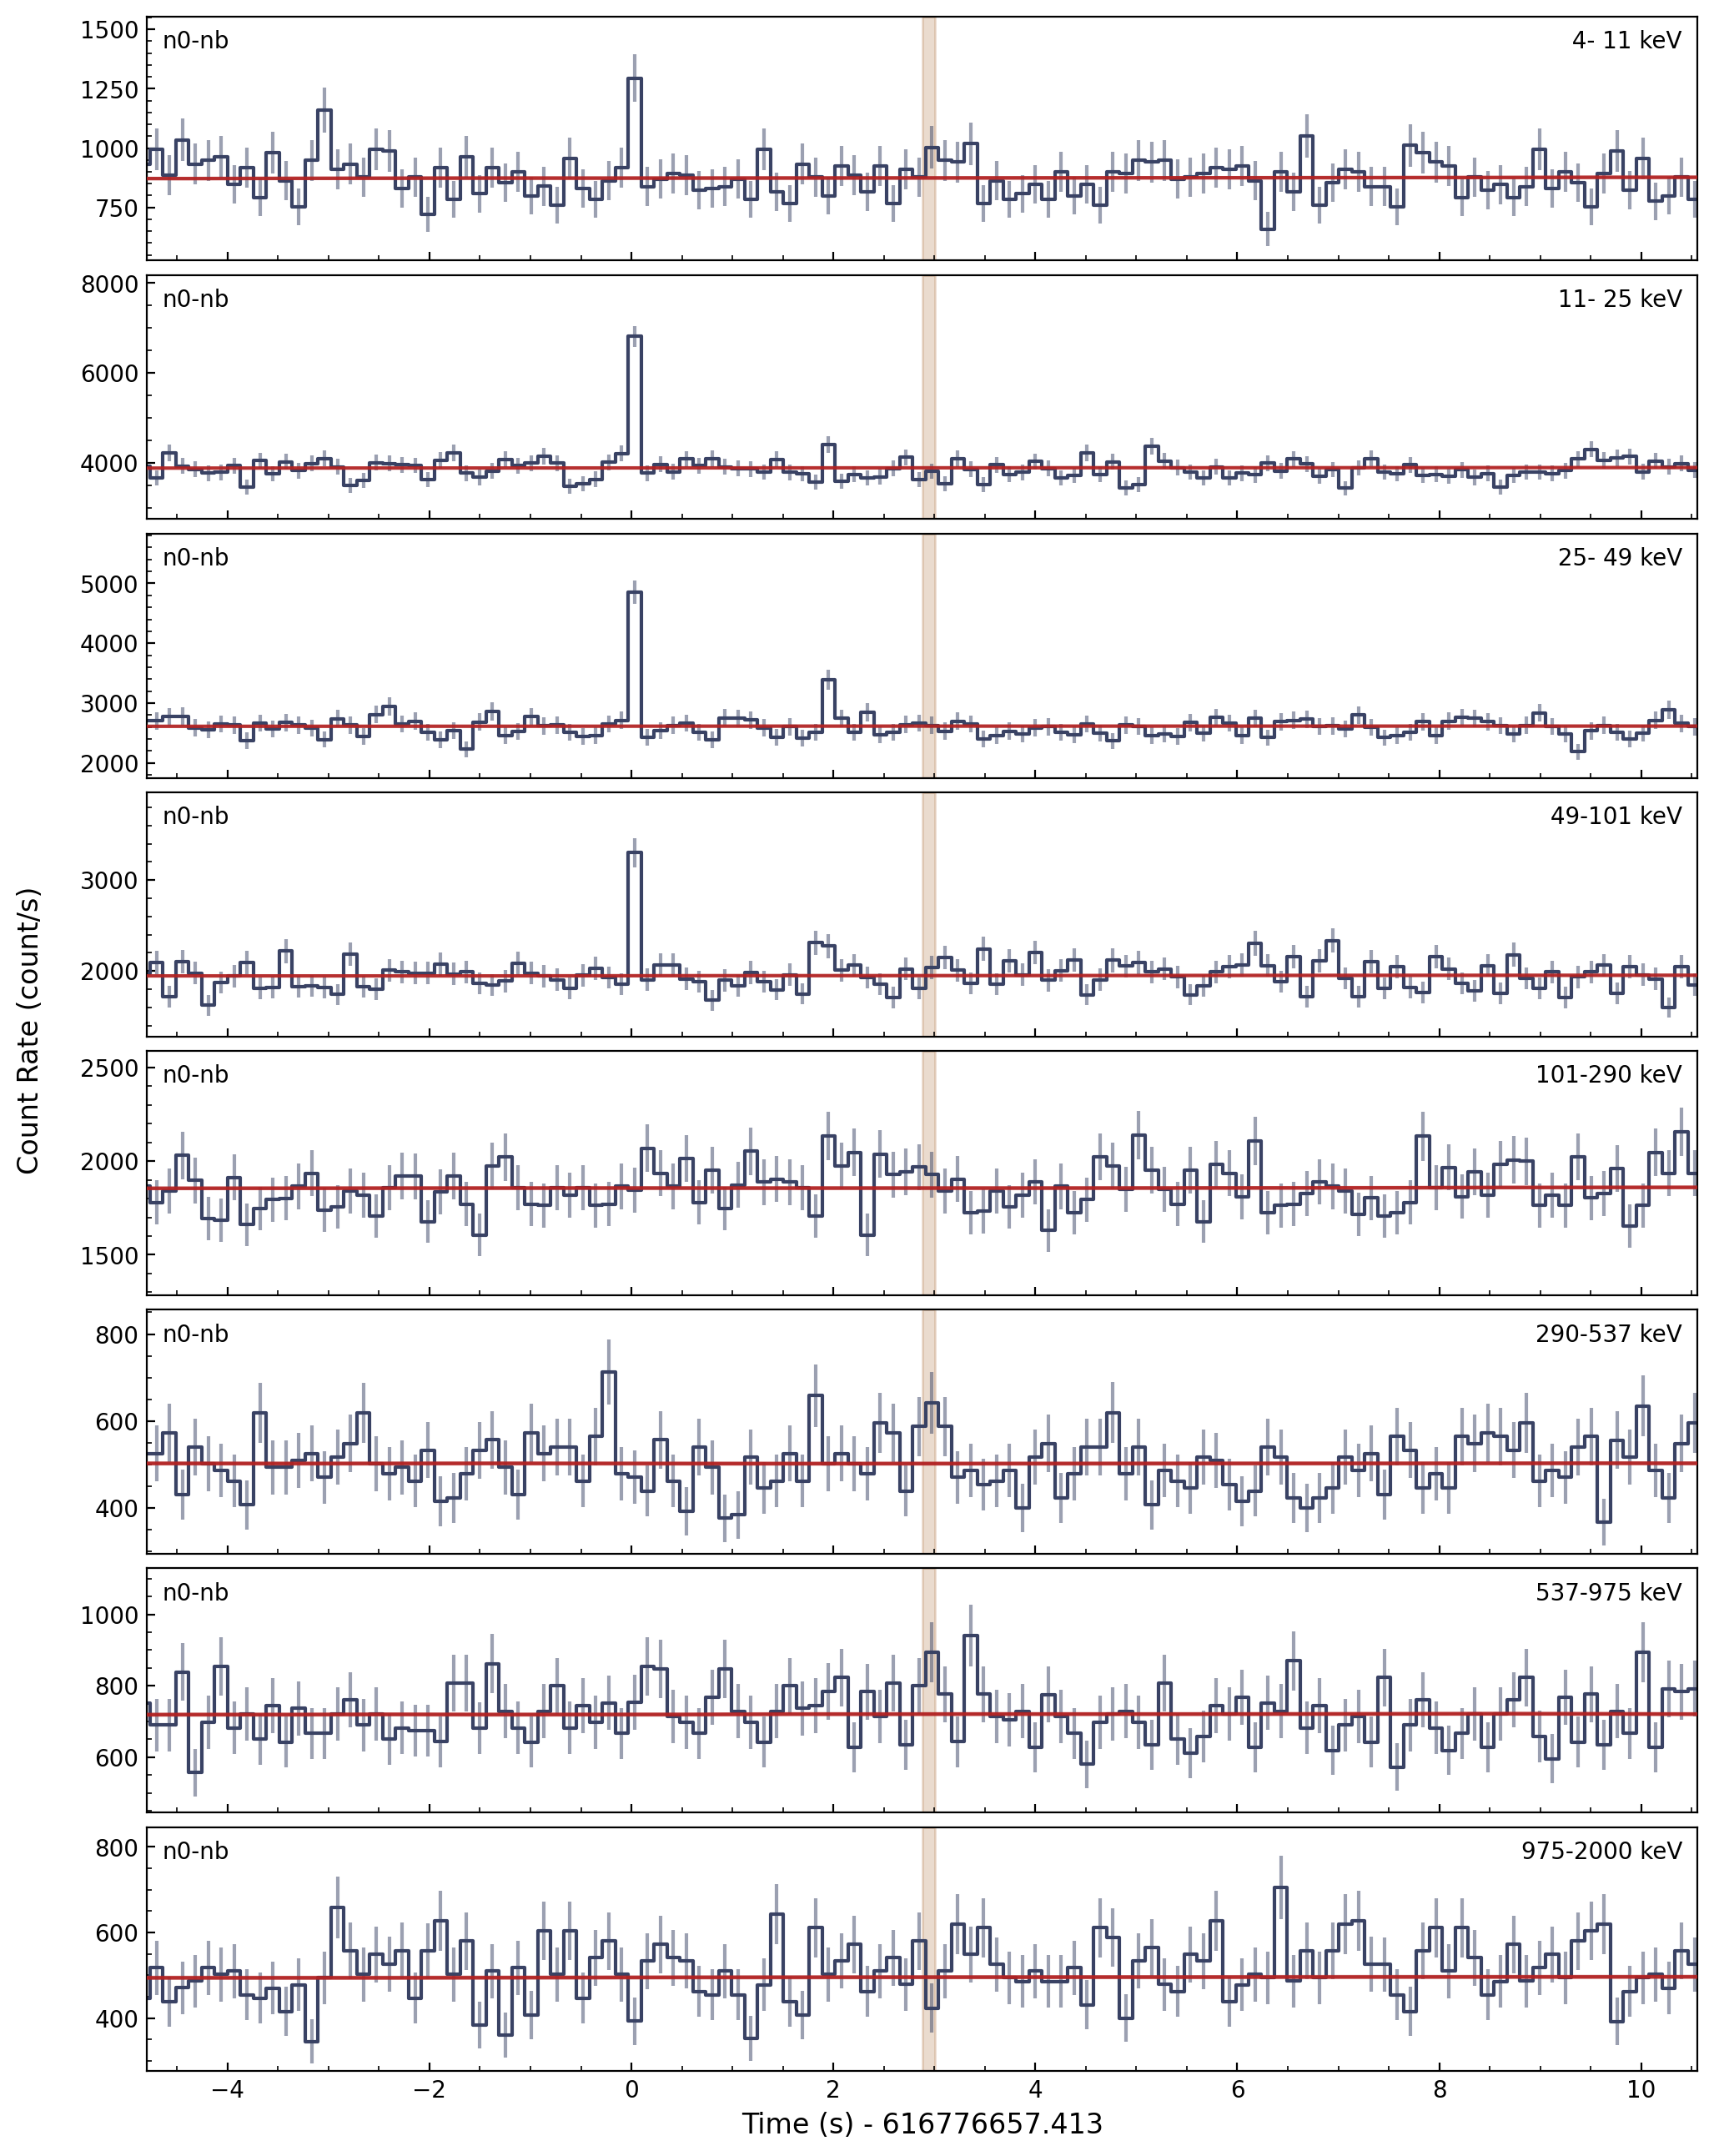 1500
1250
1000
750
n0-nb
4- 11 keV
8000
6000
4000
n0-nb
11- 25 keV
5000
4000
3000
2000
n0-nb
25- 49 keV
3000
2000
n0-nb
49-101 keV
Count Rate (count/s)
2500
2000
1500
n0-nb
101-290 keV
800
600
400
n0-nb
290-537 keV
1000
800
600
n0-nb
537-975 keV
800
600
400
n0-nb
975-2000 keV
−4 −2 0 2 4 6 8 10
Time (s) - 616776657.413